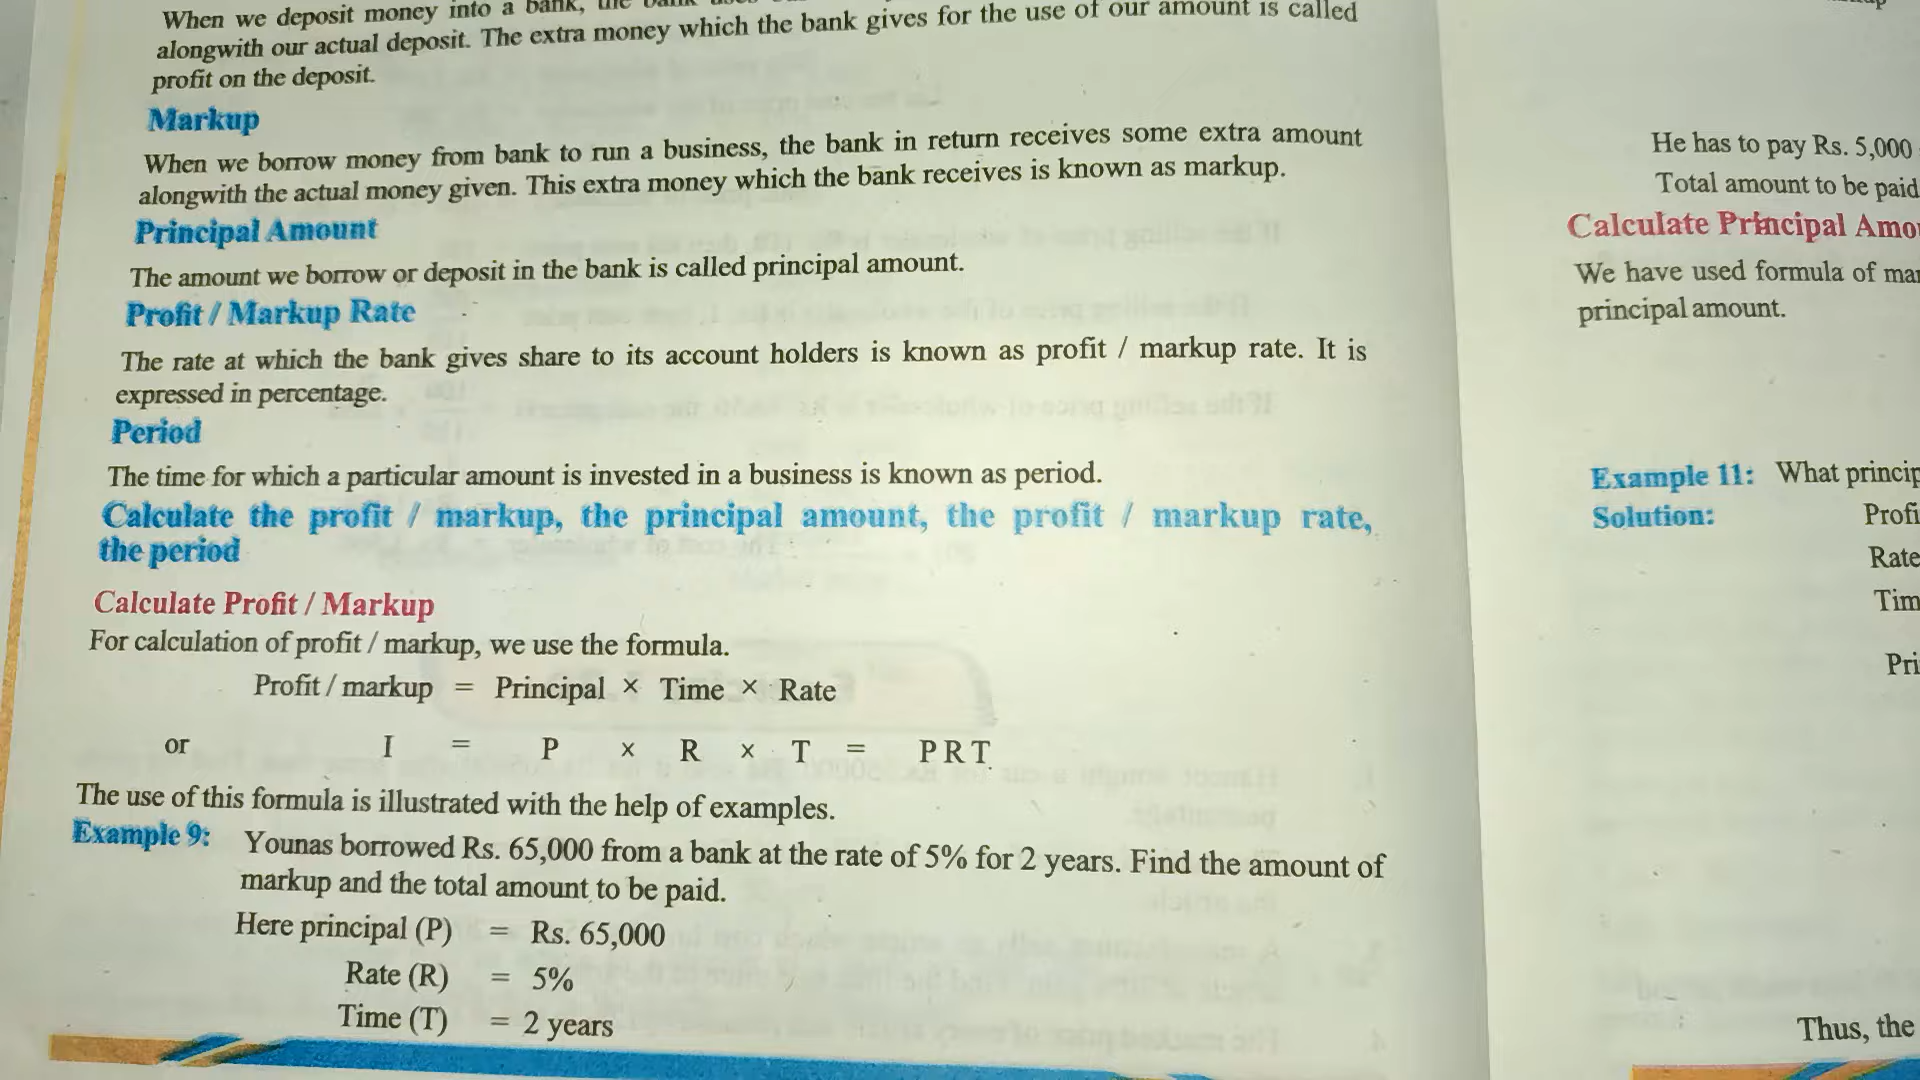 When we deposit money into a bank, the bank
alongwith our actual deposit. The extra money which the bank gives for the use of our amount is called
profit on the deposit.
Markup
When we borrow money from bank to run a business, the bank in return receives some extra amount
alongwith the actual money given. This extra money which the bank receives is known as markup.
Principal Amount
The amount we borrow or deposit in the bank is called principal amount.
Profit / Markup Rate
The rate at which the bank gives share to its account holders is known as profit / markup rate. It is
expressed in percentage.
Period
The time for which a particular amount is invested in a business is known as period.
Calculate the profit / markup, the principal amount, the profit / markup rate,
the period
Calculate Profit / Markup
For calculation of profit / markup, we use the formula.
Profit / markup = Principal × Time × Rate
or I = P × R × T = P R T
The use of this formula is illustrated with the help of examples.
Example 9: Younas borrowed Rs. 65,000 from a bank at the rate of 5% for 2 years. Find the amount of
markup and the total amount to be paid.
Here principal (P) = Rs. 65,000
Rate (R) = 5%
Time (T) = 2 years
He has to pay Rs. 5,000
Total amount to be paid
Calculate Principal
We have used formula of
principal amount.
Example 11: What
Solution:
Rate
Thus, the